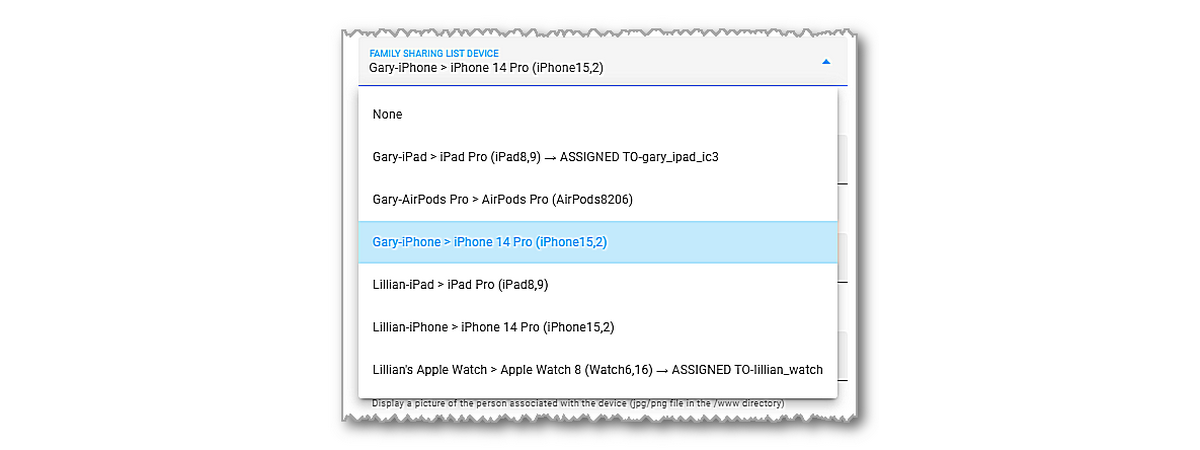 FAMILY SHARING LIST DEVICE
Gary-iPhone > iPhone 14 Pro (iPhone15,2)
None
Gary-iPad > iPad Pro (iPad8,9) → ASSIGNED TO-gary_ipad_ic3
Gary-AirPods Pro > AirPods Pro (AirPods8206)
Gary-iPhone > iPhone 14 Pro (iPhone15,2)
Lillian-iPad > iPad Pro (iPad8,9)
Lillian-iPhone > iPhone 14 Pro (iPhone15,2)
Lillian's Apple Watch > Apple Watch 8 (Watch6,16) → ASSIGNED TO-lillian_watch
Display a picture of the person associated with the device (jpg/png file in the /www directory)